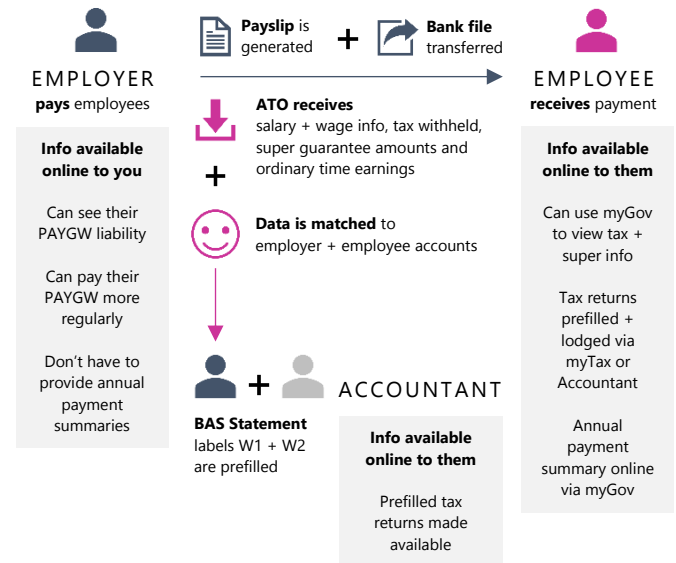 Payslip is
generated
+
Bank file
transferred
EMPLOYER
pays employees
EMPLOYEE
receives payment
Info available
online to you
Can see their
PAYGW liability
Can pay their
PAYGW more
regularly
Don’t have to
provide annual
payment
summaries
ATO receives
salary + wage info, tax withheld,
super guarantee amounts and
ordinary time earnings
+
Data is matched to
employer + employee accounts
+
BAS Statement
labels W1 + W2
are prefilled
ACCOUNTANT
Info available
online to them
Prefilled tax
returns made
available
Info available
online to them
Can use myGov
to view tax +
super info
Tax returns
prefilled +
lodged via
myTax or
Accountant
Annual
payment
summary online
via myGov